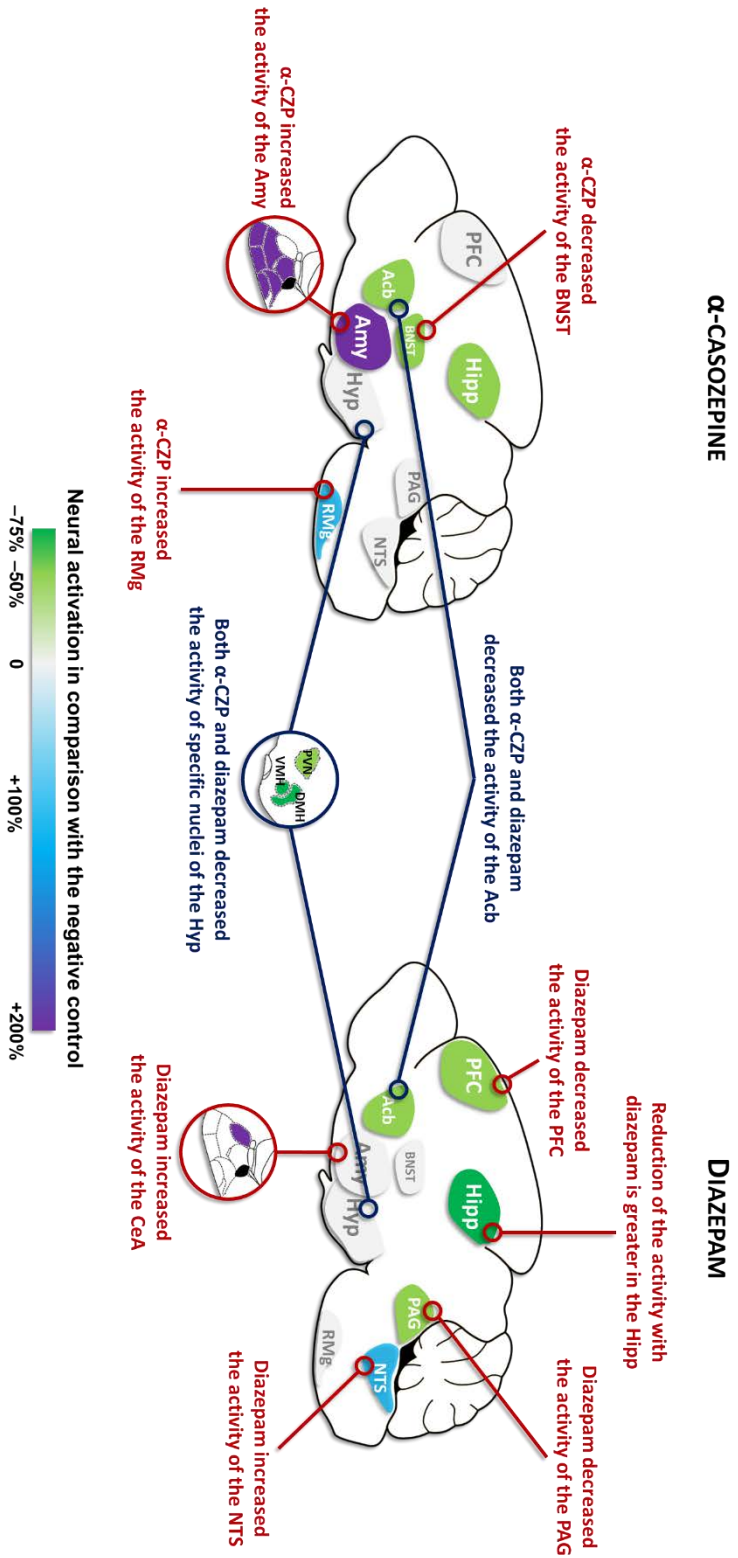 α-CASOZEPINE
DIAZEPAM
α-CZP decreased
the activity of the BNST
Both α-CZP and diazepam
decreased the activity of the Acb
Diazepam decreased
the activity of the PFC
Reduction of the activity with
diazepam is greater in the Hipp
Diazepam decreased
the activity of the PAG
PFC
Hipp
Acb
BNST
Amy
Hyp
PAG
NTS
RMg
PFC
Hipp
Acb
BNST
Amy
Hyp
PAG
NTS
RMg
PVN
DMH
VMH
α-CZP increased
the activity of the Amy
α-CZP increased
the activity of the RMg
Both α-CZP and diazepam decreased
the activity of specific nuclei of the Hyp
Diazepam increased
the activity of the CeA
Diazepam increased
the activity of the NTS
Neural activation in comparison with the negative control
−75% −50% 0 +100% +200%